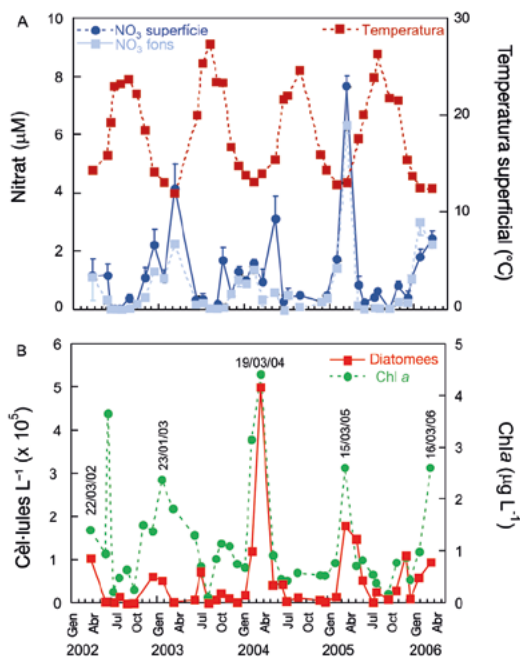 A
NO3 superfície
NO3 fons
Temperatura
Nitrat (μM)
10
8
6
4
2
0
Temperatura superficial (°C)
30
20
10
0
B
Diatomees
Chl a
Cèl·lules L⁻¹ (x 10⁵)
6
5
4
3
2
1
0
Chla (μg L⁻¹)
5
4
3
2
1
0
22/03/02
23/01/03
19/03/04
15/03/05
16/03/06
Gen Abr Jul Oct Gen Abr Jul Oct Gen Abr Jul Oct Gen Abr Jul Oct Gen Abr
2002 2003 2004 2005 2006